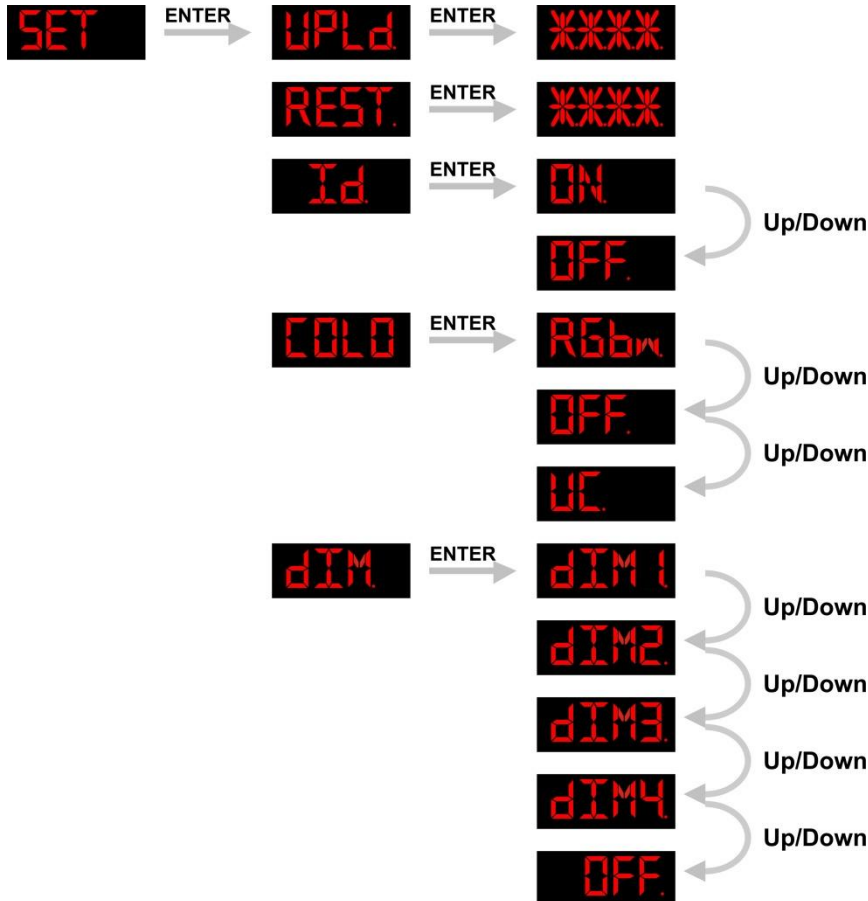 SET ENTER UPLd. ENTER *.*.*.*.
REST. ENTER *.*.*.*.
Id. ENTER ON.
Up/Down
OFF.
COLO ENTER RGbw.
Up/Down
OFF.
Up/Down
UC.
dIM. ENTER dIM1.
Up/Down
dIM2.
Up/Down
dIM3.
Up/Down
dIM4.
Up/Down
OFF.